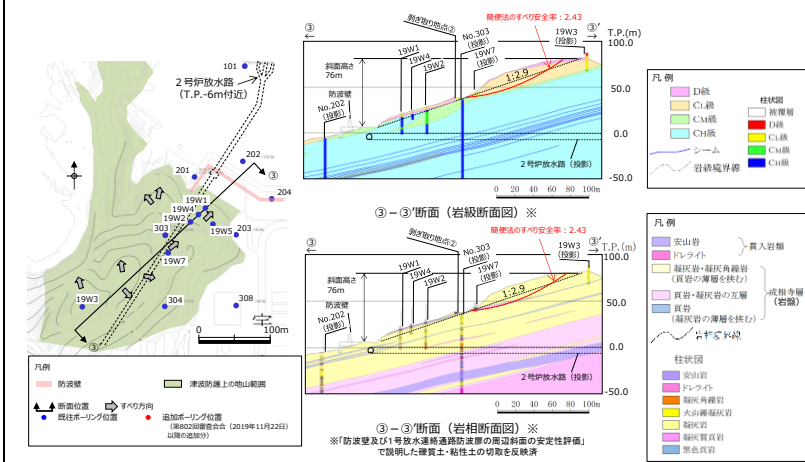 101
2号炉放水路
(T.P.-6m付近)
202
201
③
204
19W1
19W4
19W2
303
19W5
203
19W7
19W3
304
308
③
0
100m
凡例
防波壁
津波防護上の地山範囲
断面位置
すべり方向
既往ボーリング位置
追加ボーリング位置
(第802回審査会合(2019年11月22日)
以降の追加分)
③
剥ぎ取り地点②
簡便法のすべり安全率:2.43
③’
T.P.(m)
No.303
(投影)
19W3
(投影)
19W1
19W4
19W2
19W7
(投影)
斜面高さ
76m
1:2.9
防波壁
No.202
(投影)
2号炉放水路(投影)
100.0
50.0
0.0
-50.0
0 20 40 60 80 100m
③-③’断面(岩級断面図)※
③
剥ぎ取り地点②
簡便法のすべり安全率:2.43
③’
T.P.(m)
No.303
(投影)
19W3
(投影)
19W1
19W4
19W2
19W7
(投影)
斜面高さ
76m
1:2.9
防波壁
No.202
(投影)
2号炉放水路(投影)
100.0
50.0
0.0
-50.0
0 20 40 60 80 100m
③-③’断面(岩相断面図)※
※「防波壁及び1号放水連絡通路防波扉の周辺斜面の安定性評価」
で説明した礫質土・粘性土の切取を反映済
凡例
D級
CL級
CM級
CH級
シーム
岩級境界線
柱状図
被覆層
D級
CL級
CM級
CH級
凡例
安山岩
ドレライト
貫入岩類
凝灰岩・凝灰角礫岩
(頁岩の薄層を挟む)
頁岩・凝灰岩の互層
頁岩
(凝灰岩の薄層を挟む)
成相寺層
(岩盤)
柱状図
安山岩
ドレライト
凝灰角礫岩
火山礫凝灰岩
凝灰岩
凝灰質頁岩
黒色頁岩